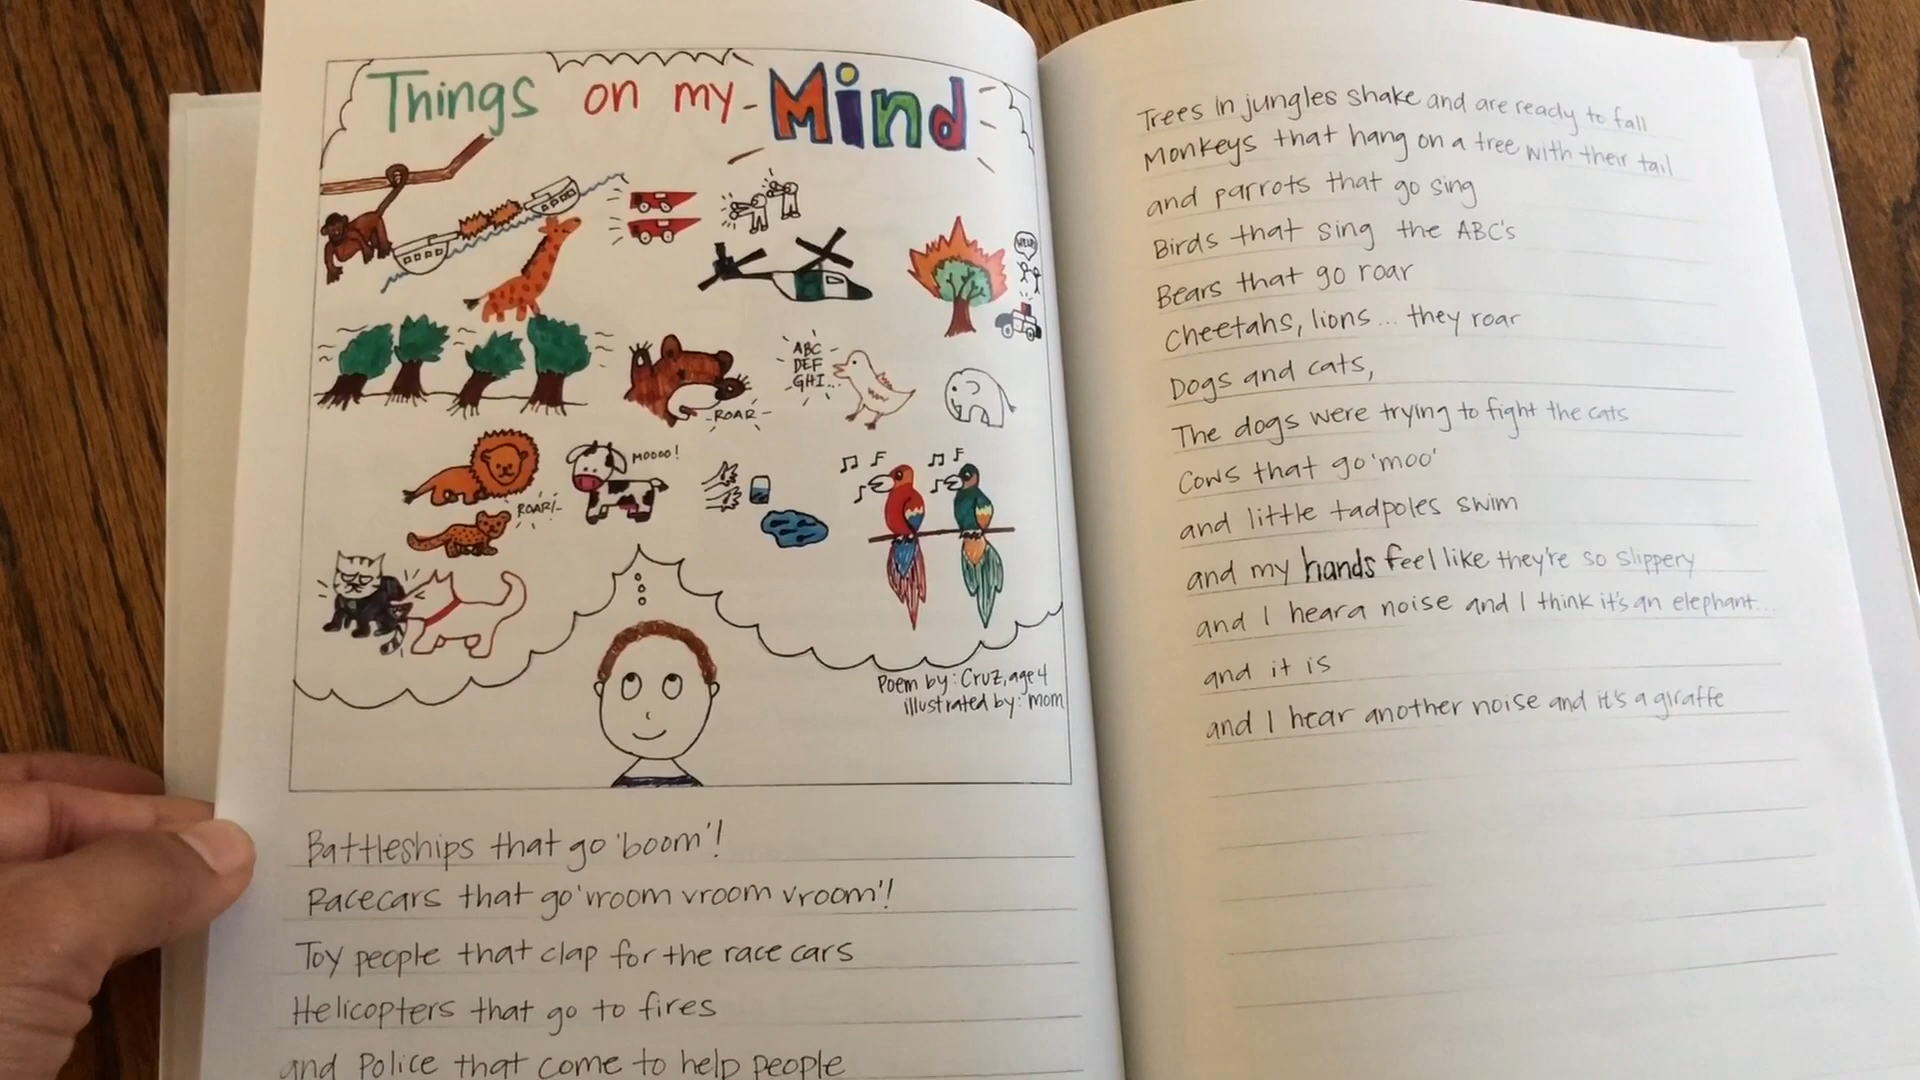 Things on my Mind
HELP!
ABC
DEF
GHI...
ROAR
MOOOO!
ROAR!
Poem by: Cruz, age 4
illustrated by: mom
Battleships that go 'boom'!
Racecars that go 'vroom vroom vroom'!
Toy people that clap for the race cars
Helicopters that go to fires
and Police that come to help people
Trees in jungles shake and are ready to fall
Monkeys that hang on a tree with their tail
and parrots that go sing
Birds that sing the ABC's
Bears that go roar
Cheetahs, lions... they roar
Dogs and cats,
The dogs were trying to fight the cats
Cows that go 'moo'
and little tadpoles swim
and my hands feel like they're so slippery
and I hear a noise and I think it's an elephant...
and it is
and I hear another noise and it's a giraffe